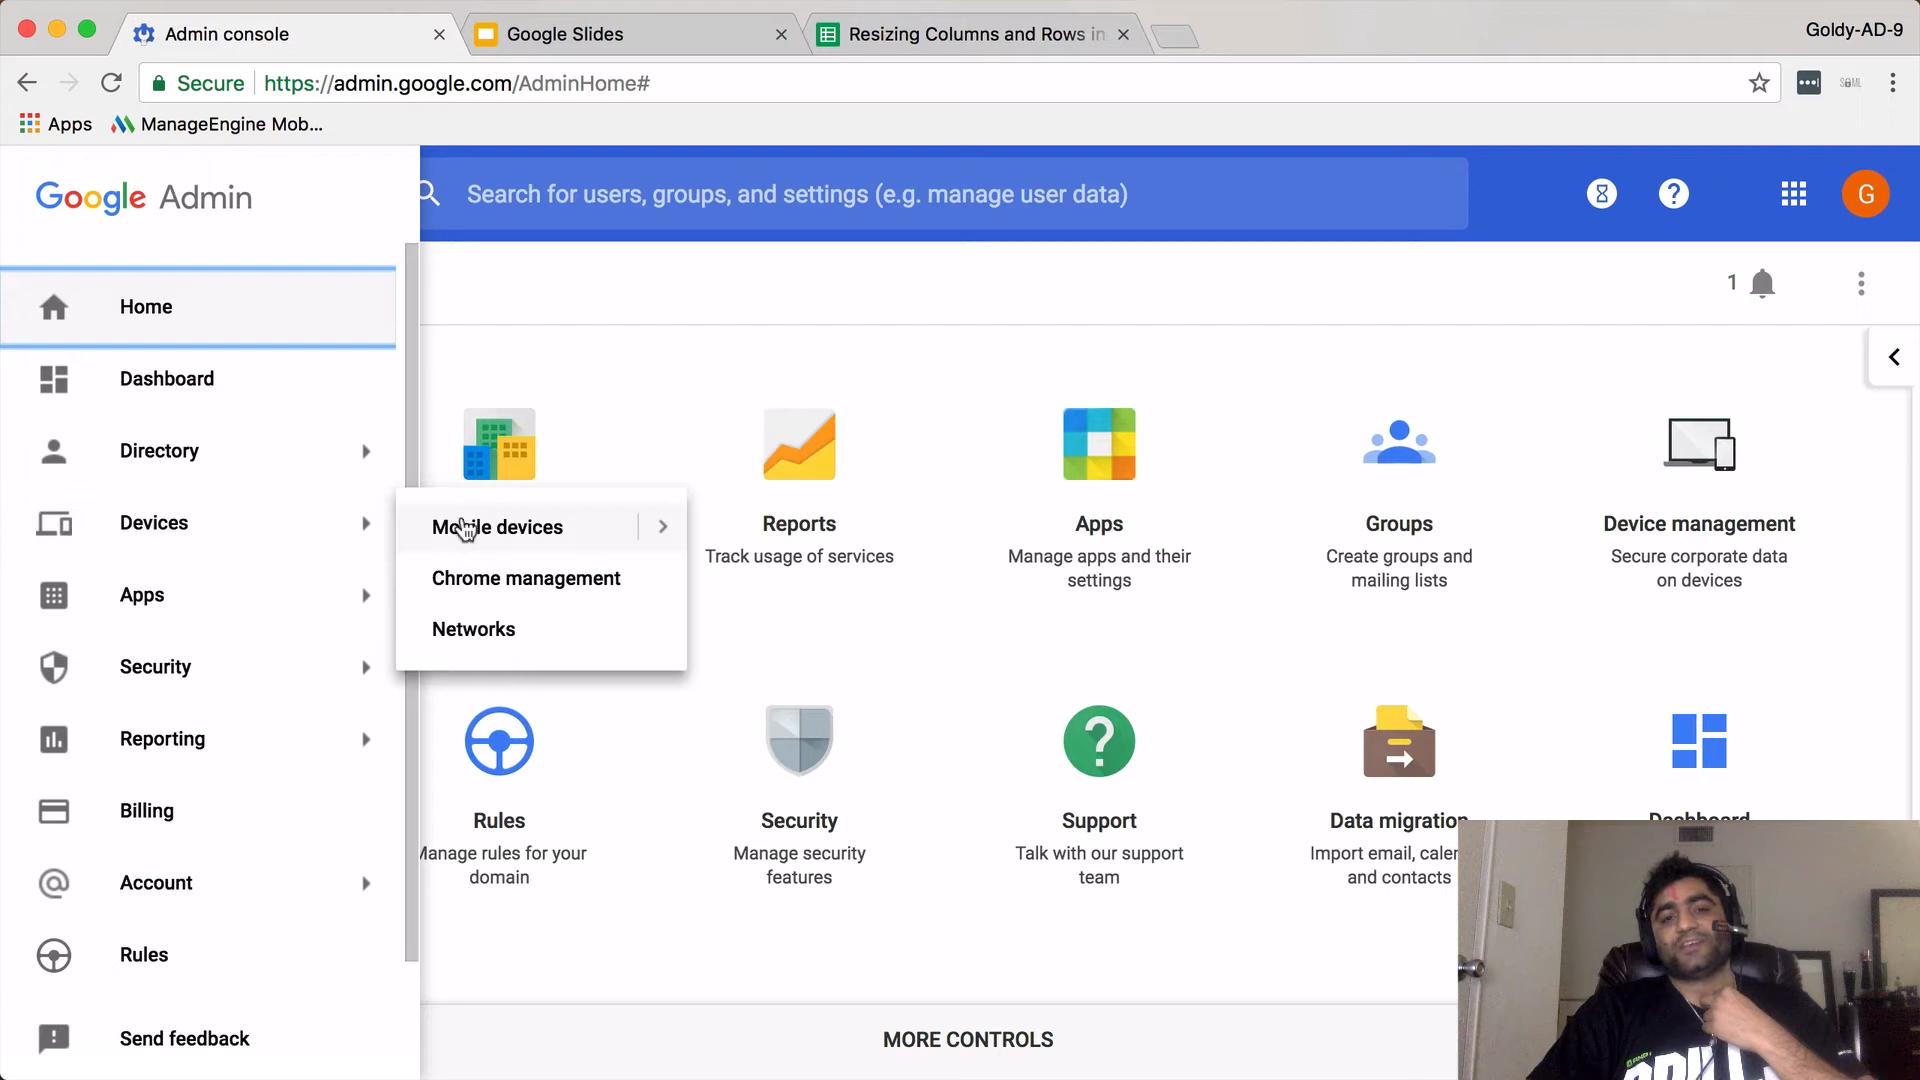 Admin console
Google Slides
Resizing Columns and Rows in
Goldy-AD-9
Secure
https://admin.google.com/AdminHome#
Apps
ManageEngine Mob...
Google Admin
Search for users, groups, and settings (e.g. manage user data)
G
1
Home
Dashboard
Directory
Devices
Apps
Security
Reporting
Billing
Account
Rules
Send feedback
Mobile devices
Chrome management
Networks
Reports
Track usage of services
Apps
Manage apps and their
settings
Groups
Create groups and
mailing lists
Device management
Secure corporate data
on devices
Rules
Manage rules for your
domain
Security
Manage security
features
Support
Talk with our support
team
Data migration
Import email, calen
and contacts
Dashboard
MORE CONTROLS